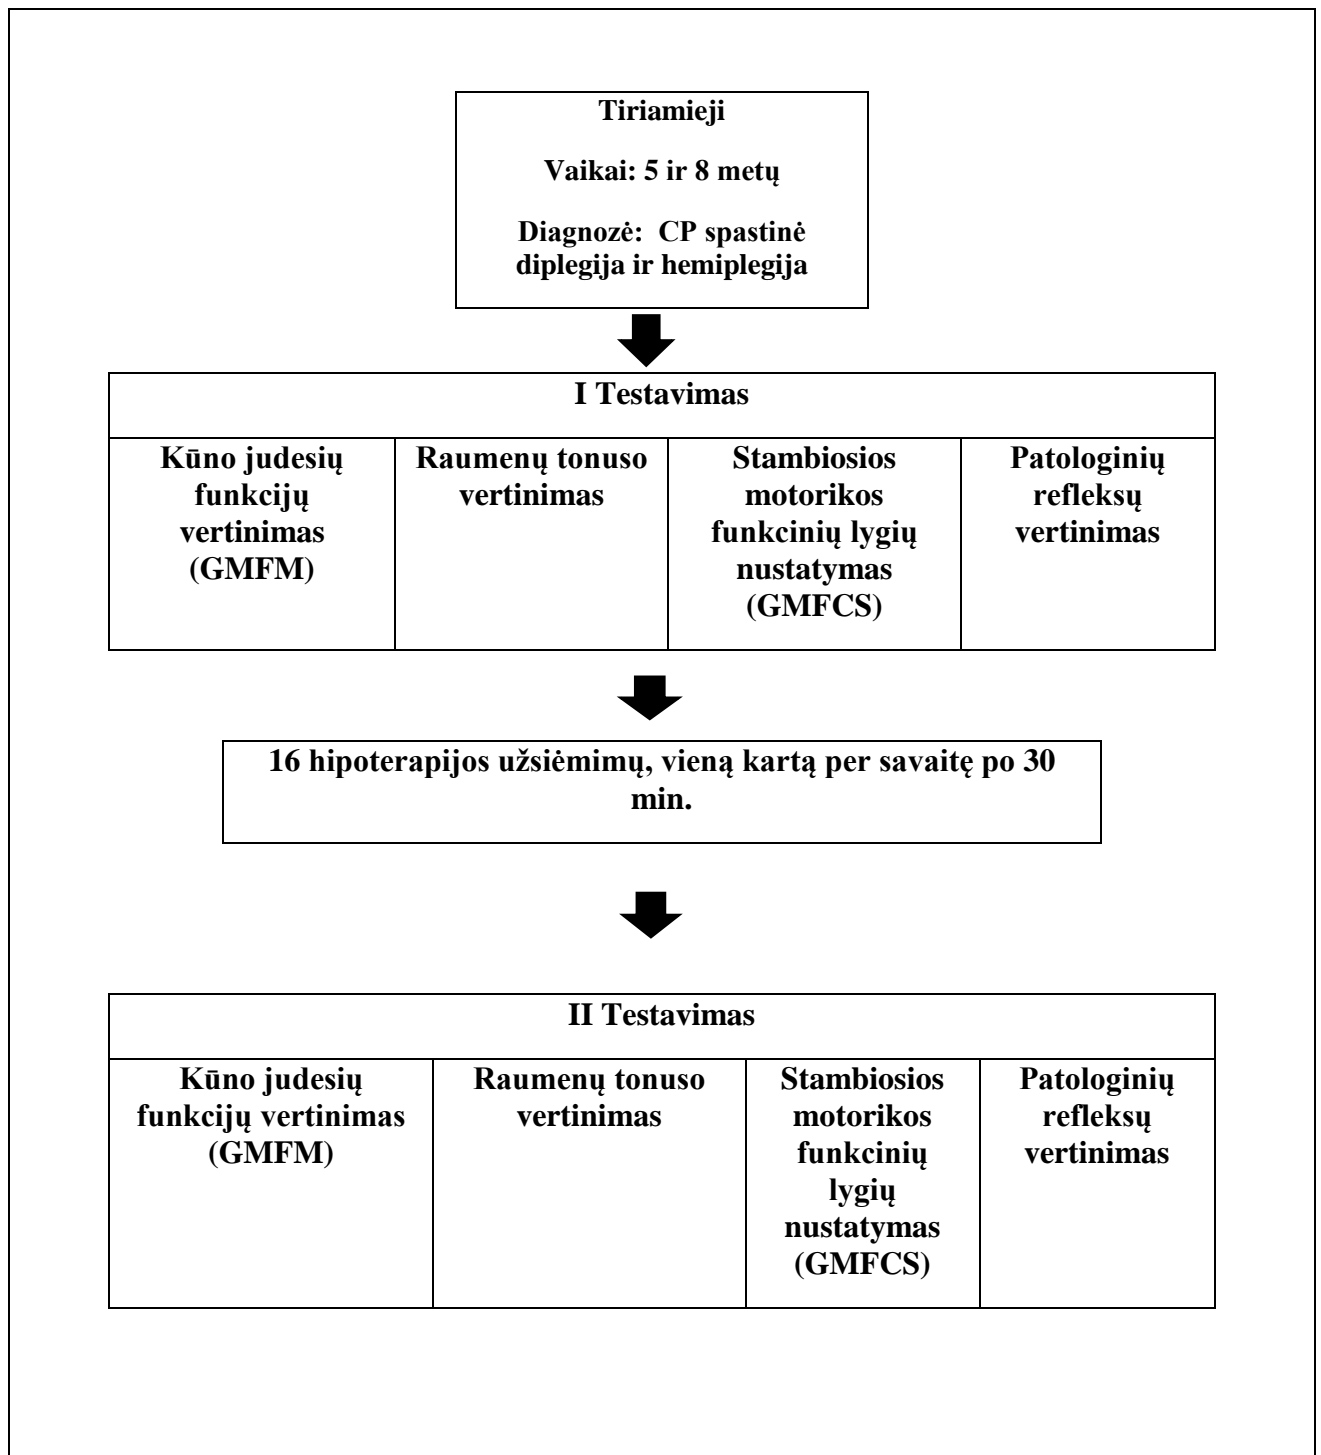 Tiriamieji
Vaikai: 5 ir 8 metų
Diagnozė: CP spastinė
diplegija ir hemiplegija
I Testavimas
Kūno judesių
funkcijų
vertinimas
(GMFM)
Raumenų tonuso
vertinimas
Stambiosios
motorikos
funkcinių lygių
nustatymas
(GMFCS)
Patologinių
refleksų
vertinimas
16 hipoterapijos užsiėmimų, vieną kartą per savaitę po 30
min.
II Testavimas
Kūno judesių
funkcijų vertinimas
(GMFM)
Raumenų tonuso
vertinimas
Stambiosios
motorikos
funkcinių
lygių
nustatymas
(GMFCS)
Patologinių
refleksų
vertinimas